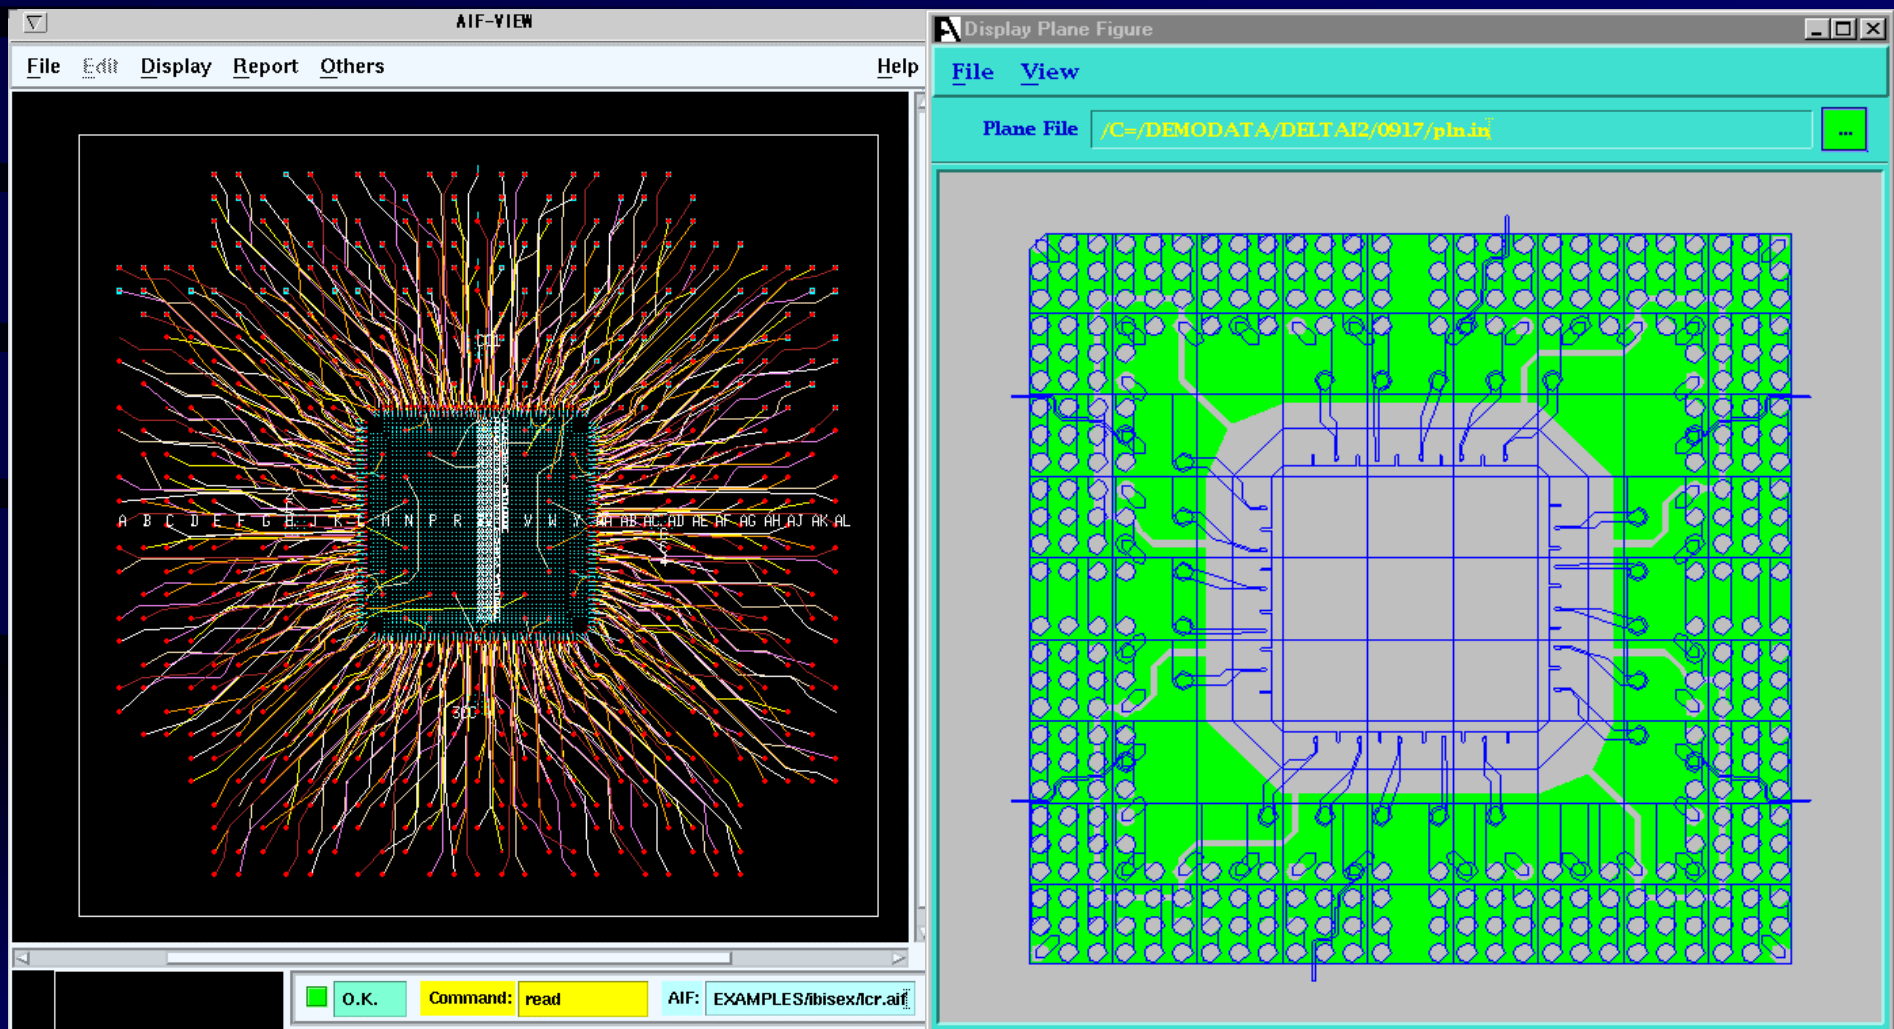 AIF-VIEW
File Edit Display Report Others Help
A B C D E F G H J K L M N P R V W Y AA AB AC AD AE AF AG AH AJ AK AL
O.K. Command: read AIF: EXAMPLES/ibisex/lcr.aif
Display Plane Figure
File View
Plane File /C=/DEMODATA/DELTAI2/0917/pln.in ...